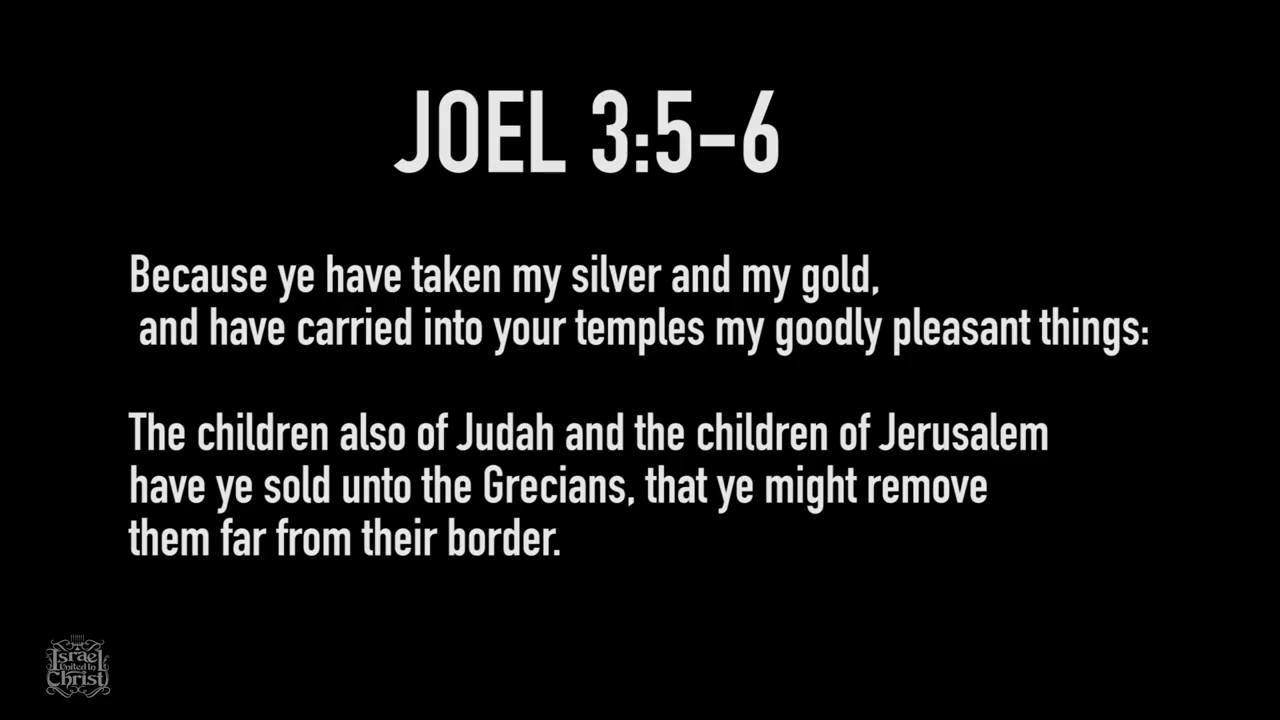 JOEL 3:5-6
Because ye have taken my silver and my gold,
and have carried into your temples my goodly pleasant things:
The children also of Judah and the children of Jerusalem
have ye sold unto the Grecians, that ye might remove
them far from their border.
Israel
United In
Christ